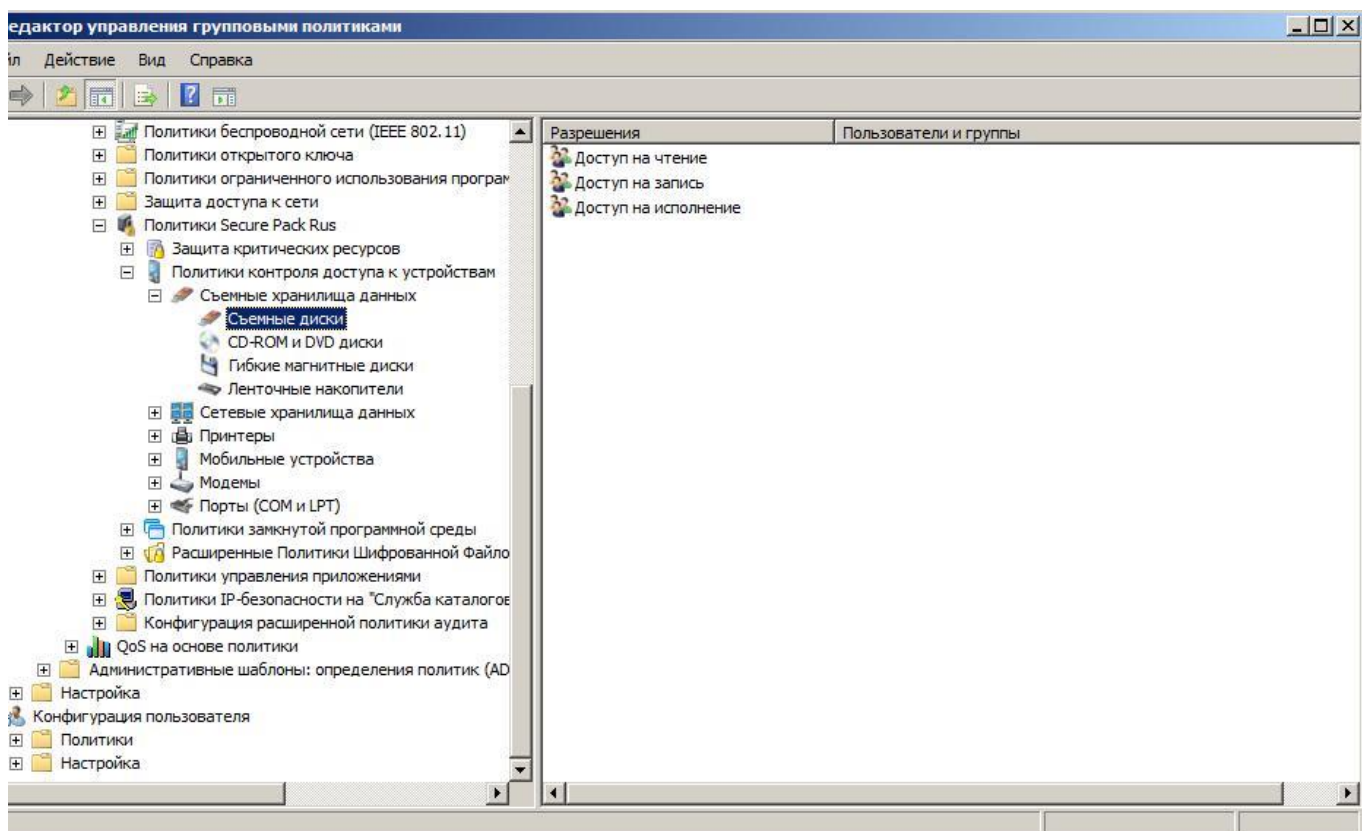 едактор управления групповыми политиками
йл Действие Вид Справка
Политики беспроводной сети (IEEE 802.11)
Политики открытого ключа
Политики ограниченного использования програм
Защита доступа к сети
Политики Secure Pack Rus
Защита критических ресурсов
Политики контроля доступа к устройствам
Съемные хранилища данных
Съемные диски
CD-ROM и DVD диски
Гибкие магнитные диски
Ленточные накопители
Сетевые хранилища данных
Принтеры
Мобильные устройства
Модемы
Порты (COM и LPT)
Политики замкнутой программной среды
Расширенные Политики Шифрованной Файло
Политики управления приложениями
Политики IP-безопасности на "Служба каталогов
Конфигурация расширенной политики аудита
QoS на основе политики
Административные шаблоны: определения политик (AD
Настройка
Конфигурация пользователя
Политики
Настройка
Разрешения Пользователи и группы
Доступ на чтение
Доступ на запись
Доступ на исполнение